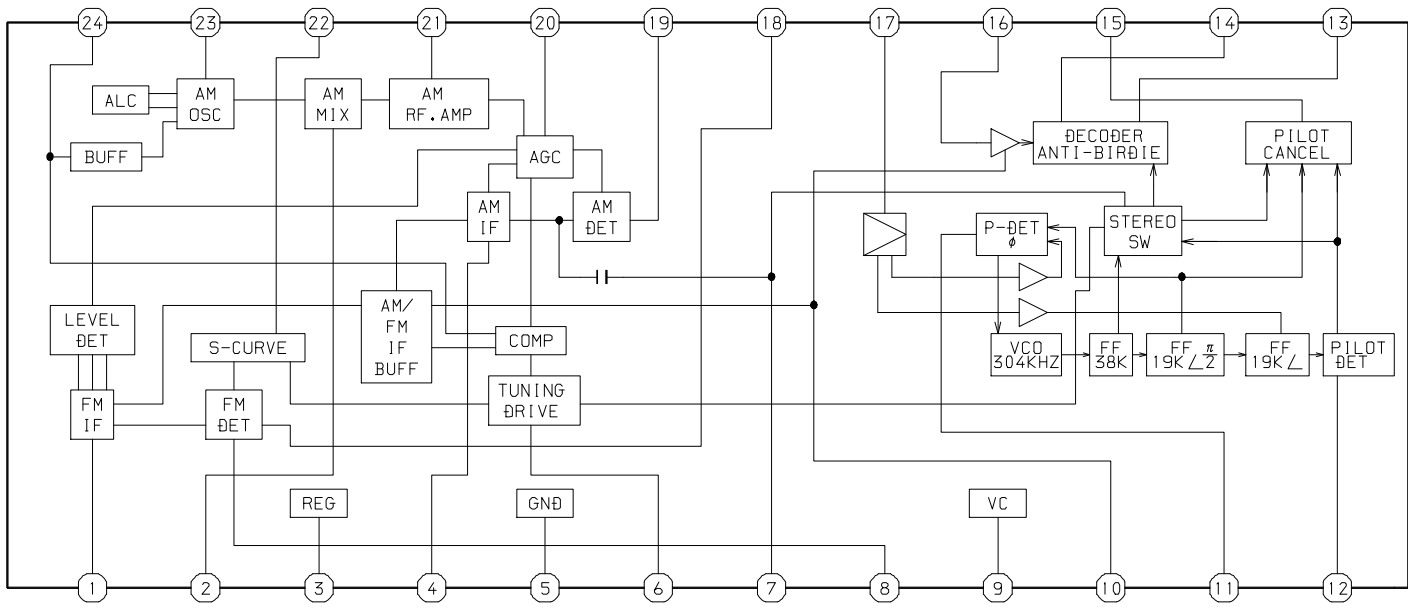 24 23 22 21 20 19 18 17 16 15 14 13
ALC
AM
OSC
AM
MIX
AM
RF.AMP
BUFF
AGC
DECODER
ANTI-BIRDIE
PILOT
CANCEL
AM
IF
AM
DET
P-DET
φ
STEREO
SW
LEVEL
DET
S-CURVE
AM/
FM
IF
BUFF
COMP
VCO
304KHZ
FF
38K
FF
19K∠π/2
FF
19K∠
PILOT
DET
FM
IF
FM
DET
TUNING
DRIVE
REG
GND
VC
1 2 3 4 5 6 7 8 9 10 11 12